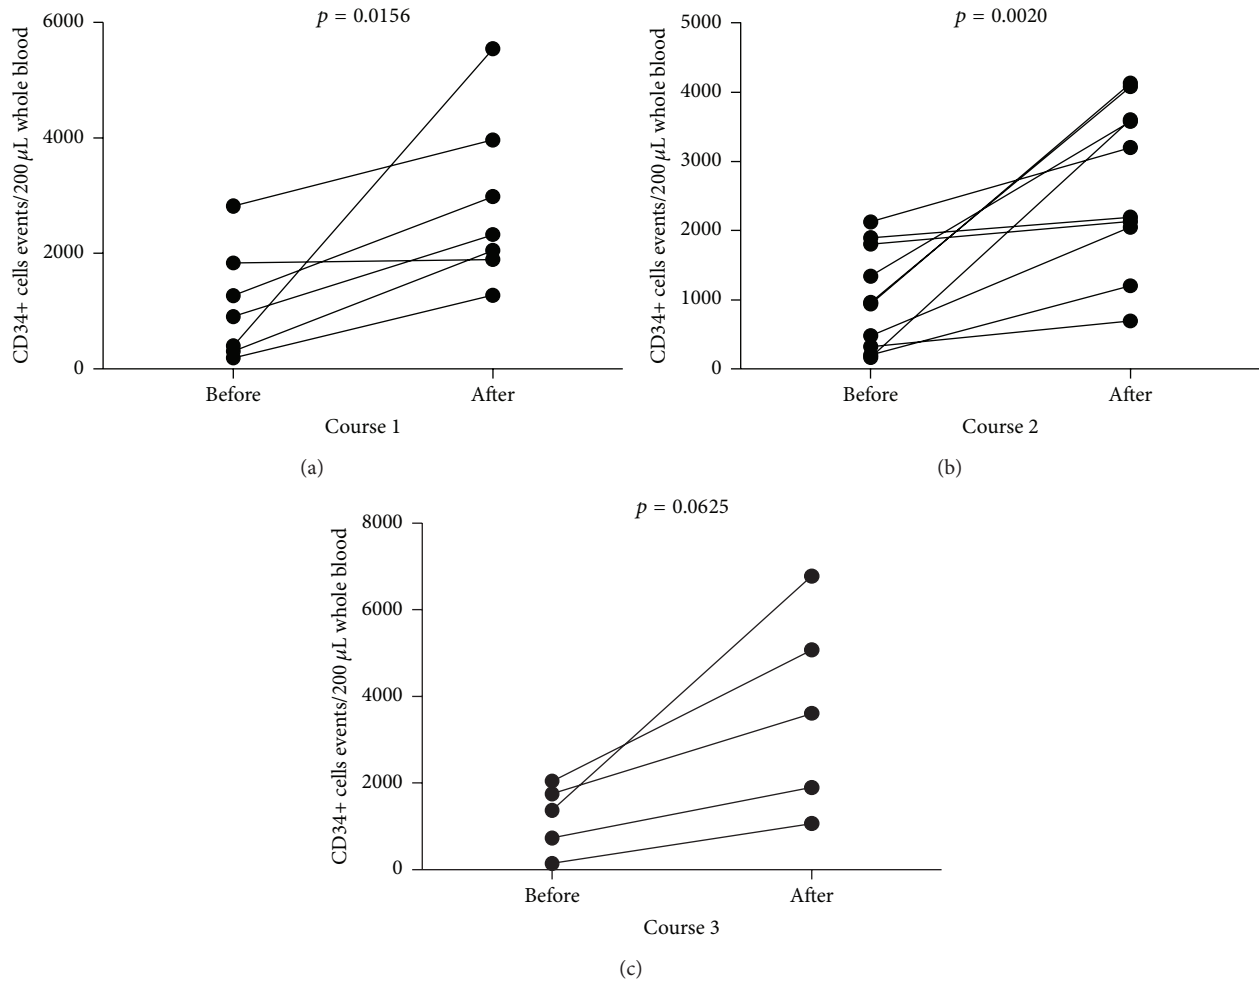 p = 0.0156
CD34+ cells events/200 μL whole blood
6000
4000
2000
0
Before After
Course 1
(a)
p = 0.0020
CD34+ cells events/200 μL whole blood
5000
4000
3000
2000
1000
0
Before After
Course 2
(b)
p = 0.0625
CD34+ cells events/200 μL whole blood
8000
6000
4000
2000
0
Before After
Course 3
(c)